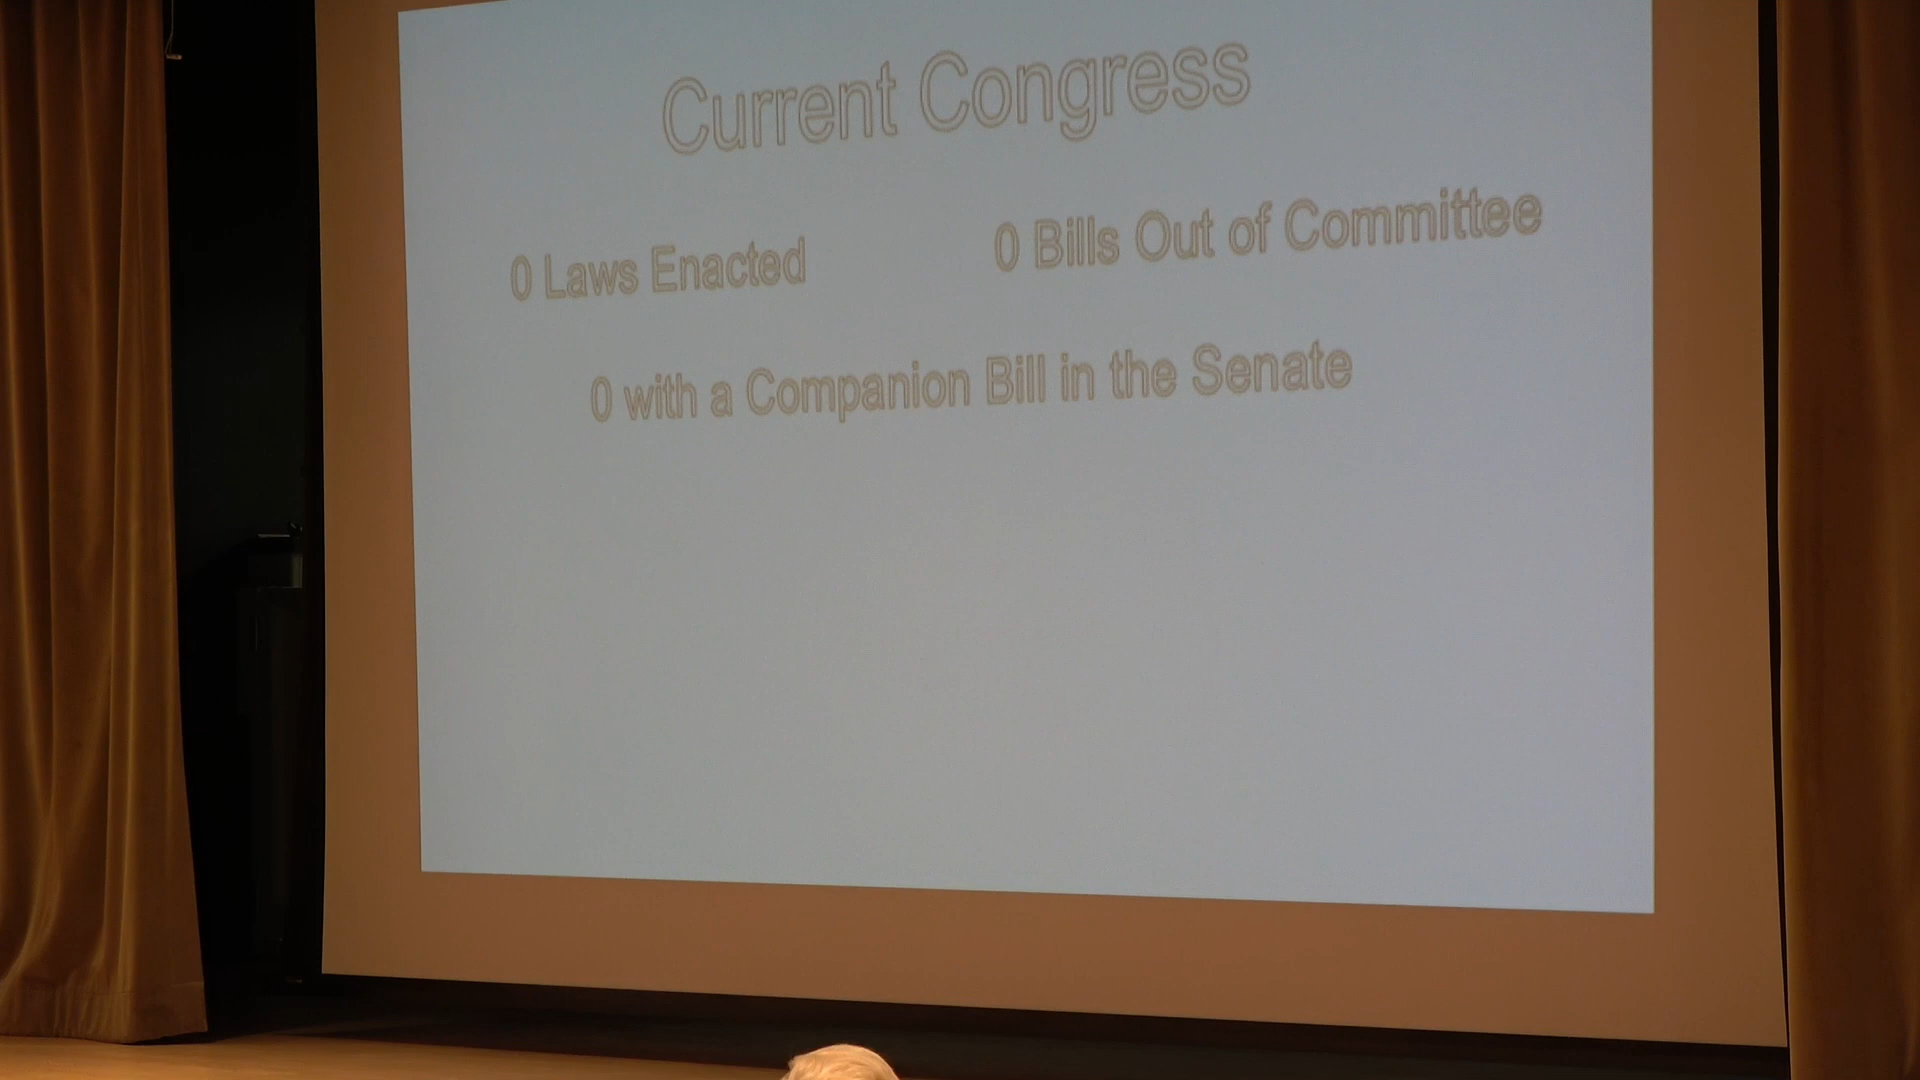 Current Congress
0 Laws Enacted
0 Bills Out of Committee
0 with a Companion Bill in the Senate